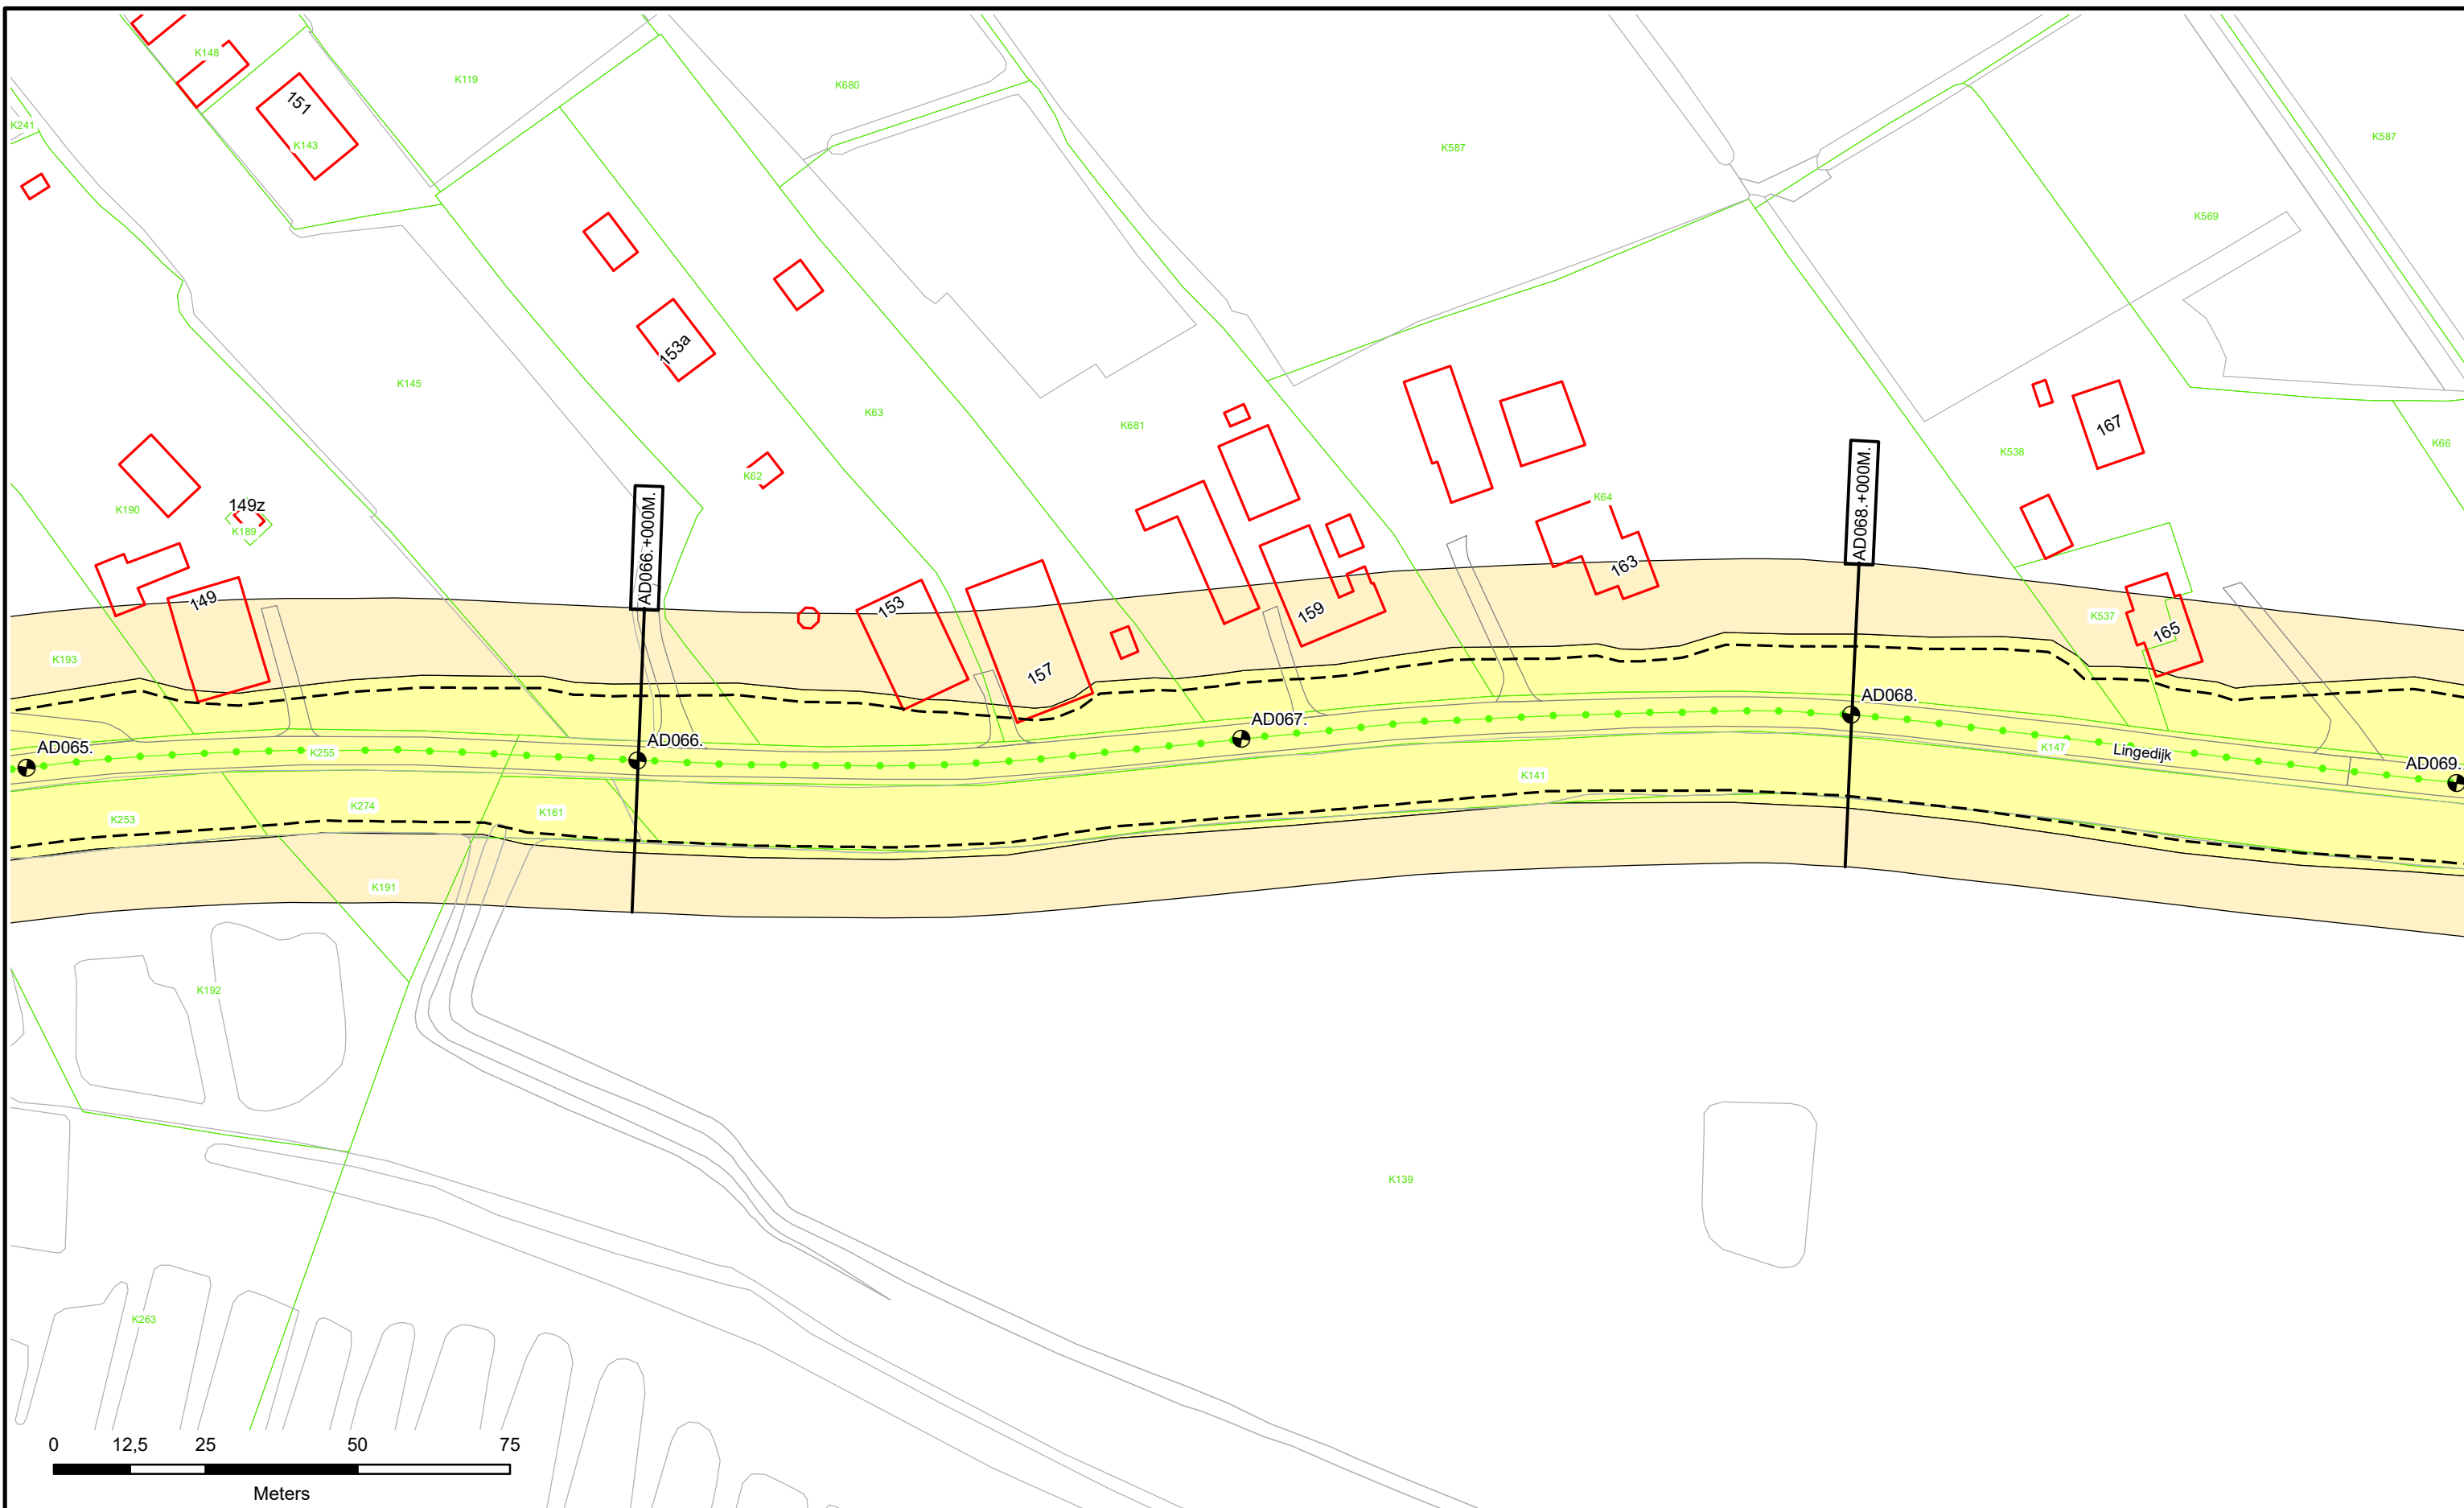 K148
K119
K680
151
K241
K143
K587
K587
K569
153a
K145
K63
K681
167
K66
K538
K62
149z
K190
K189
K64
AD066.+000M.
AD068.+000M.
163
149
153
159
K537
165
K193
157
AD068.
AD067.
AD066.
AD065.
K255
K147
Lingedijk
AD069.
K141
K274
K161
K253
K191
K192
K139
K263
0 12,5 25 50 75
Meters